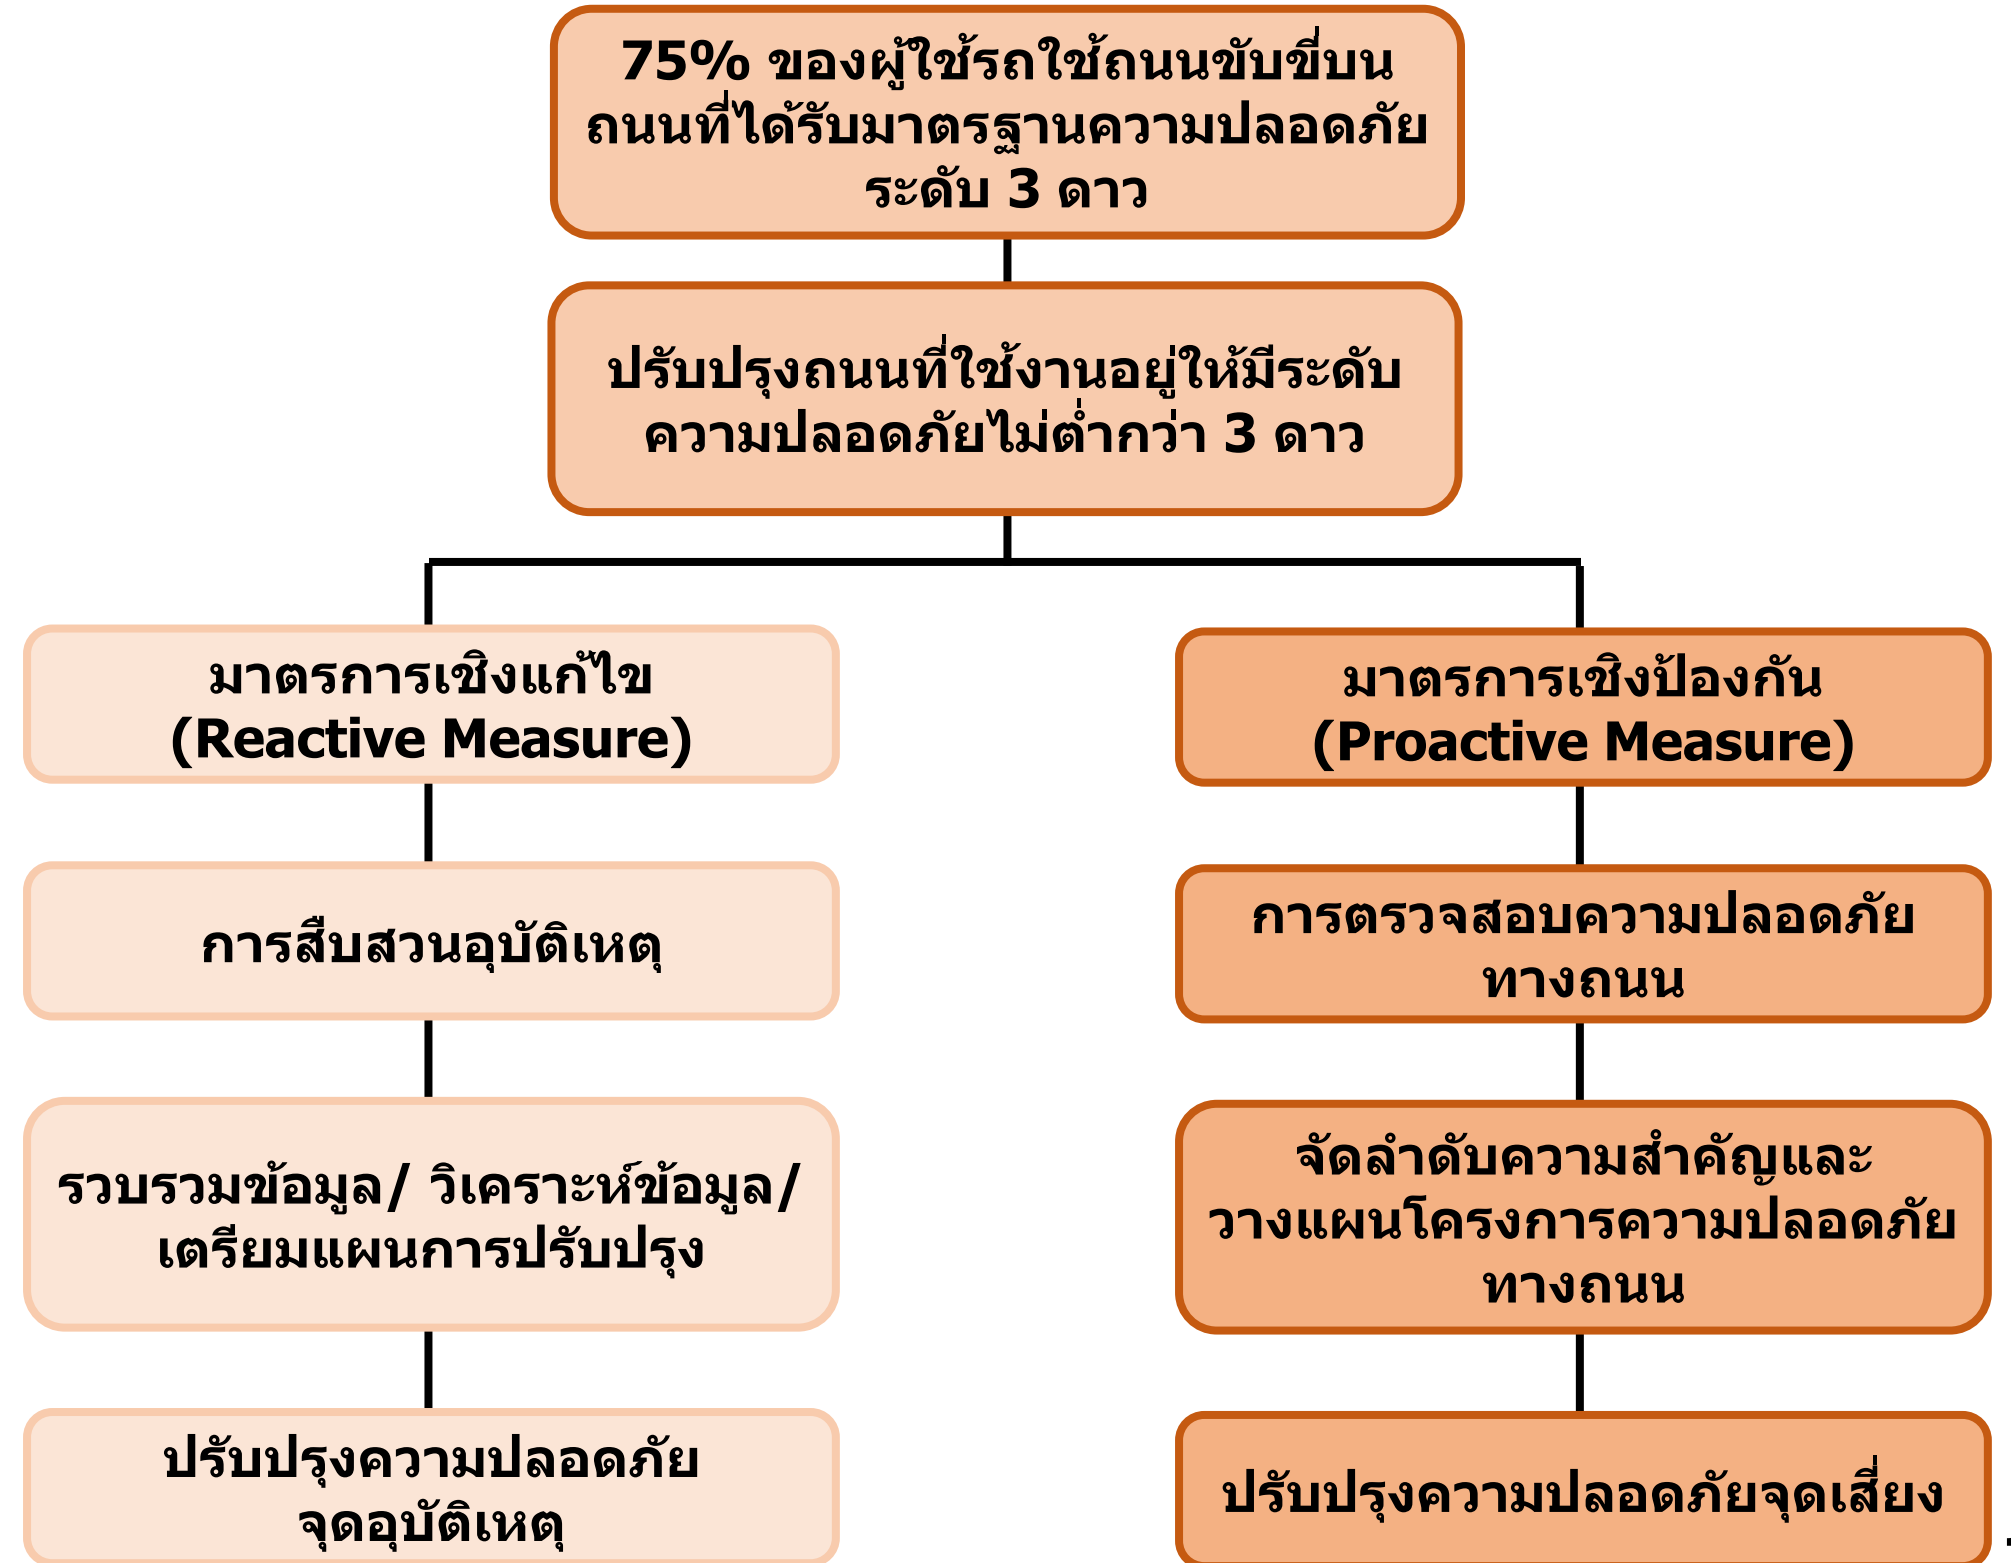 75% ของผู้ใช้รถใช้ถนนขับขี่บน
ถนนที่ได้รับมาตรฐานความปลอดภัย
ระดับ 3 ดาว
ปรับปรุงถนนที่ใช้งานอยู่ให้มีระดับ
ความปลอดภัยไม่ต่ำกว่า 3 ดาว
มาตรการเชิงแก้ไข
(Reactive Measure)
การสืบสวนอุบัติเหตุ
รวบรวมข้อมูล/ วิเคราะห์ข้อมูล/
เตรียมแผนการปรับปรุง
ปรับปรุงความปลอดภัย
จุดอุบัติเหตุ
มาตรการเชิงป้องกัน
(Proactive Measure)
การตรวจสอบความปลอดภัย
ทางถนน
จัดลำดับความสำคัญและ
วางแผนโครงการความปลอดภัย
ทางถนน
ปรับปรุงความปลอดภัยจุดเสี่ยง